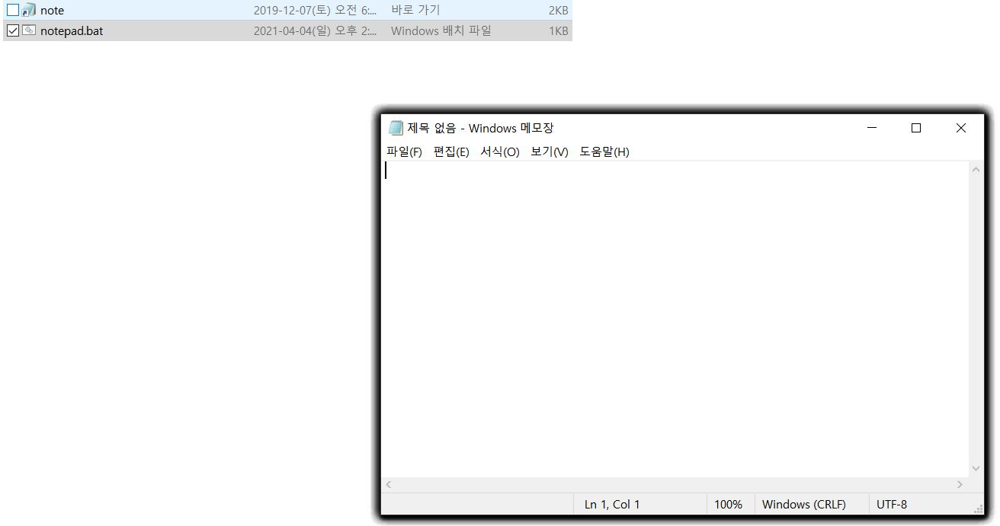 note 2019-12-07(토) 오전 6:... 바로 가기 2KB
notepad.bat 2021-04-04(일) 오후 2:... Windows 배치 파일 1KB
제목 없음 - Windows 메모장
파일(F) 편집(E) 서식(O) 보기(V) 도움말(H)
Ln 1, Col 1 100% Windows (CRLF) UTF-8